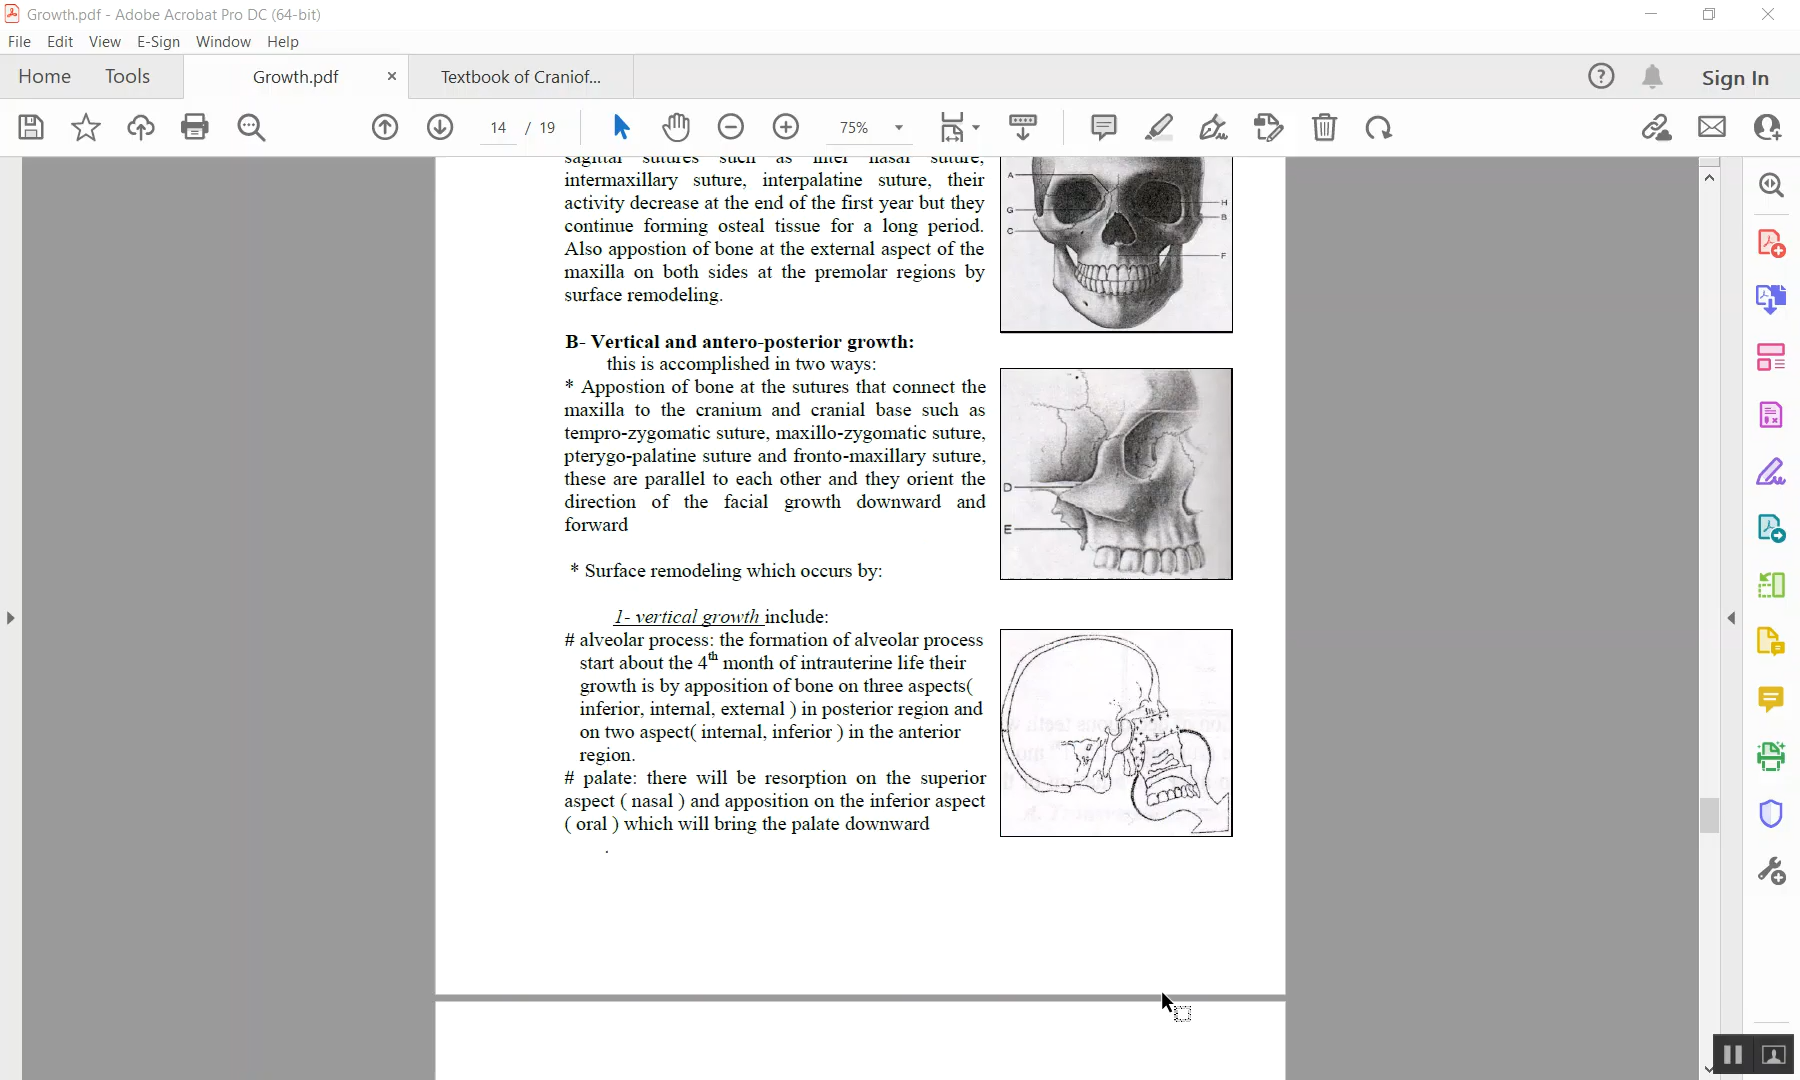 Growth.pdf - Adobe Acrobat Pro DC (64-bit)
File Edit View E-Sign Window Help
Home Tools Growth.pdf × Textbook of Craniof... Sign In
14 / 19 75%
sagittal sutures such as inter nasal suture,
intermaxillary suture, interpalatine suture, their
activity decrease at the end of the first year but they
continue forming osteal tissue for a long period.
Also appostion of bone at the external aspect of the
maxilla on both sides at the premolar regions by
surface remodeling.
A
G
C
H
B
F
B- Vertical and antero-posterior growth:
this is accomplished in two ways:
* Appostion of bone at the sutures that connect the
maxilla to the cranium and cranial base such as
tempro-zygomatic suture, maxillo-zygomatic suture,
pterygo-palatine suture and fronto-maxillary suture,
these are parallel to each other and they orient the
direction of the facial growth downward and
forward
D
E
* Surface remodeling which occurs by:
1- vertical growth include:
# alveolar process: the formation of alveolar process
start about the 4th month of intrauterine life their
growth is by apposition of bone on three aspects(
inferior, internal, external ) in posterior region and
on two aspect( internal, inferior ) in the anterior
region.
# palate: there will be resorption on the superior
aspect ( nasal ) and apposition on the inferior aspect
( oral ) which will bring the palate downward
.